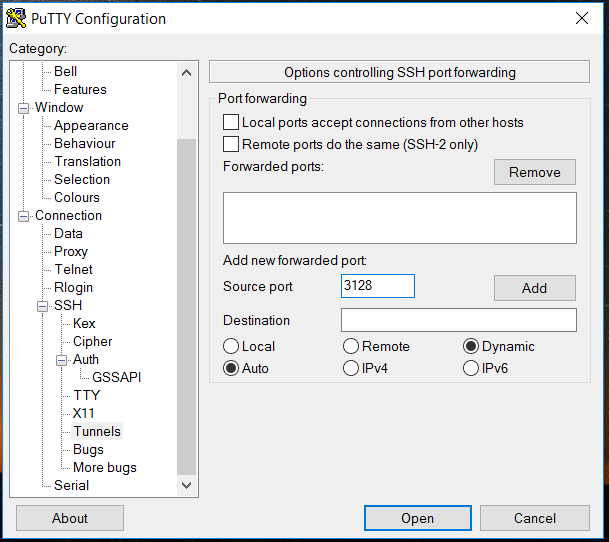 PuTTY Configuration
Category:
Bell
Features
Window
Appearance
Behaviour
Translation
Selection
Colours
Connection
Data
Proxy
Telnet
Rlogin
SSH
Kex
Cipher
Auth
GSSAPI
TTY
X11
Tunnels
Bugs
More bugs
Serial
Options controlling SSH port forwarding
Port forwarding
Local ports accept connections from other hosts
Remote ports do the same (SSH-2 only)
Forwarded ports:
Remove
Add new forwarded port:
Source port 3128 Add
Destination
Local Remote Dynamic
Auto IPv4 IPv6
About Open Cancel